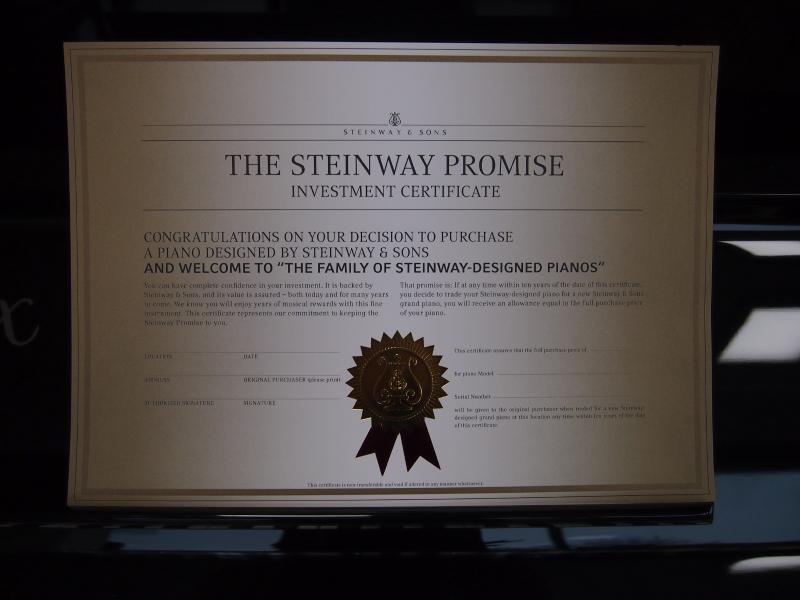 STEINWAY & SONS
THE STEINWAY PROMISE
INVESTMENT CERTIFICATE
CONGRATULATIONS ON YOUR DECISION TO PURCHASE
A PIANO DESIGNED BY STEINWAY & SONS
AND WELCOME TO "THE FAMILY OF STEINWAY-DESIGNED PIANOS"
You can have complete confidence in your investment. It is backed by
Steinway & Sons, and its value is assured – both today and for many years
to come. We know you will enjoy years of musical rewards with this fine
instrument. This certificate represents our commitment to keeping the
Steinway Promise to you.
That promise is: If at any time within ten years of the date of this certificate,
you decide to trade your Steinway-designed piano for a new Steinway & Sons
grand piano, you will receive an allowance equal to the full purchase price
of your piano.
LOCATION DATE
ADDRESS ORIGINAL PURCHASER (please print)
AUTHORIZED SIGNATURE SIGNATURE
This certificate assures that the full purchase price of
for piano Model
Serial Number
will be given to the original purchaser when traded for a new Steinway
designed grand piano at this location any time within ten years of the date
of this certificate.
This certificate is non-transferable and void if altered in any manner whatsoever.
x